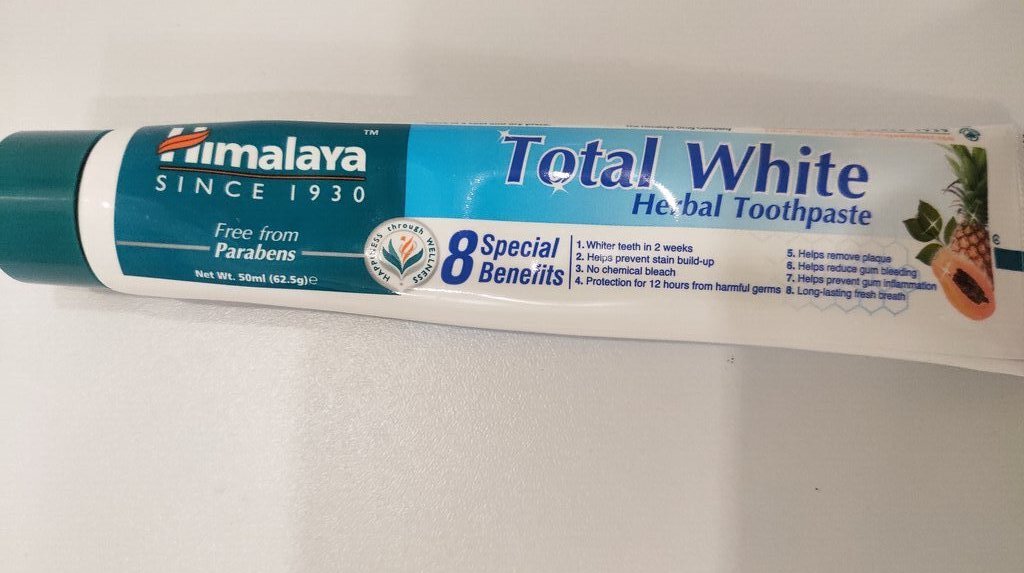 Himalaya™
SINCE 1930
Free from
Parabens
Net Wt. 50ml (62.5g)e
HAPPINESS through WELLNESS
Total White
Herbal Toothpaste
8 Special
Benefits
1. Whiter teeth in 2 weeks
2. Helps prevent stain build-up
3. No chemical bleach
4. Protection for 12 hours from harmful germs
5. Helps remove plaque
6. Helps reduce gum bleeding
7. Helps prevent gum inflammation
8. Long-lasting fresh breath